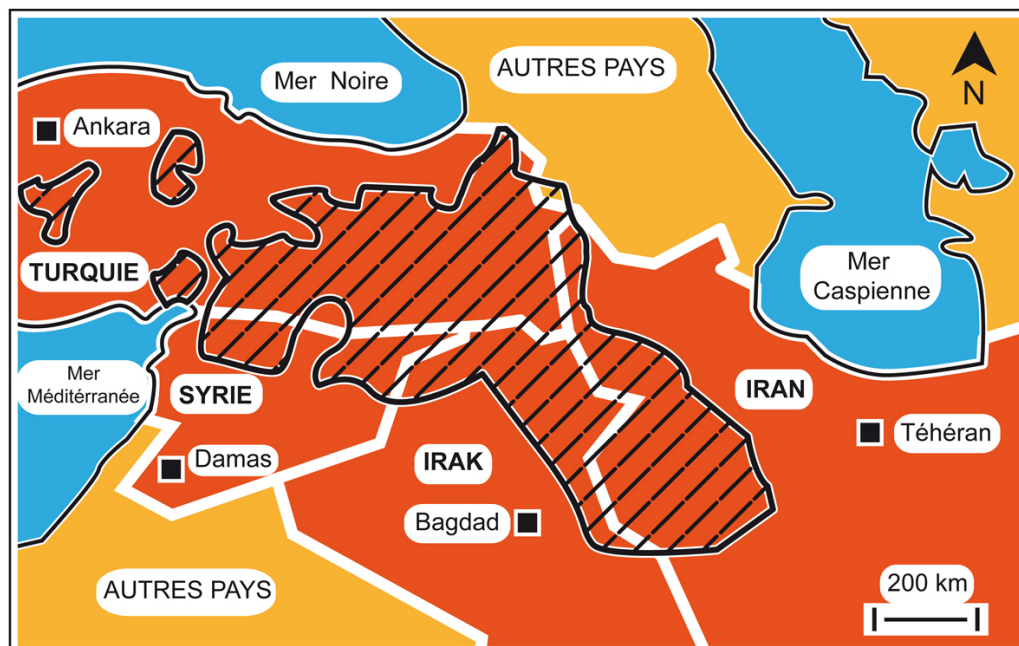 AUTRES PAYS
Mer Noire
N
Ankara
TURQUIE
Mer
Caspienne
Mer
Méditérranée
SYRIE
IRAN
Téhéran
Damas
IRAK
Bagdad
AUTRES PAYS
200 km